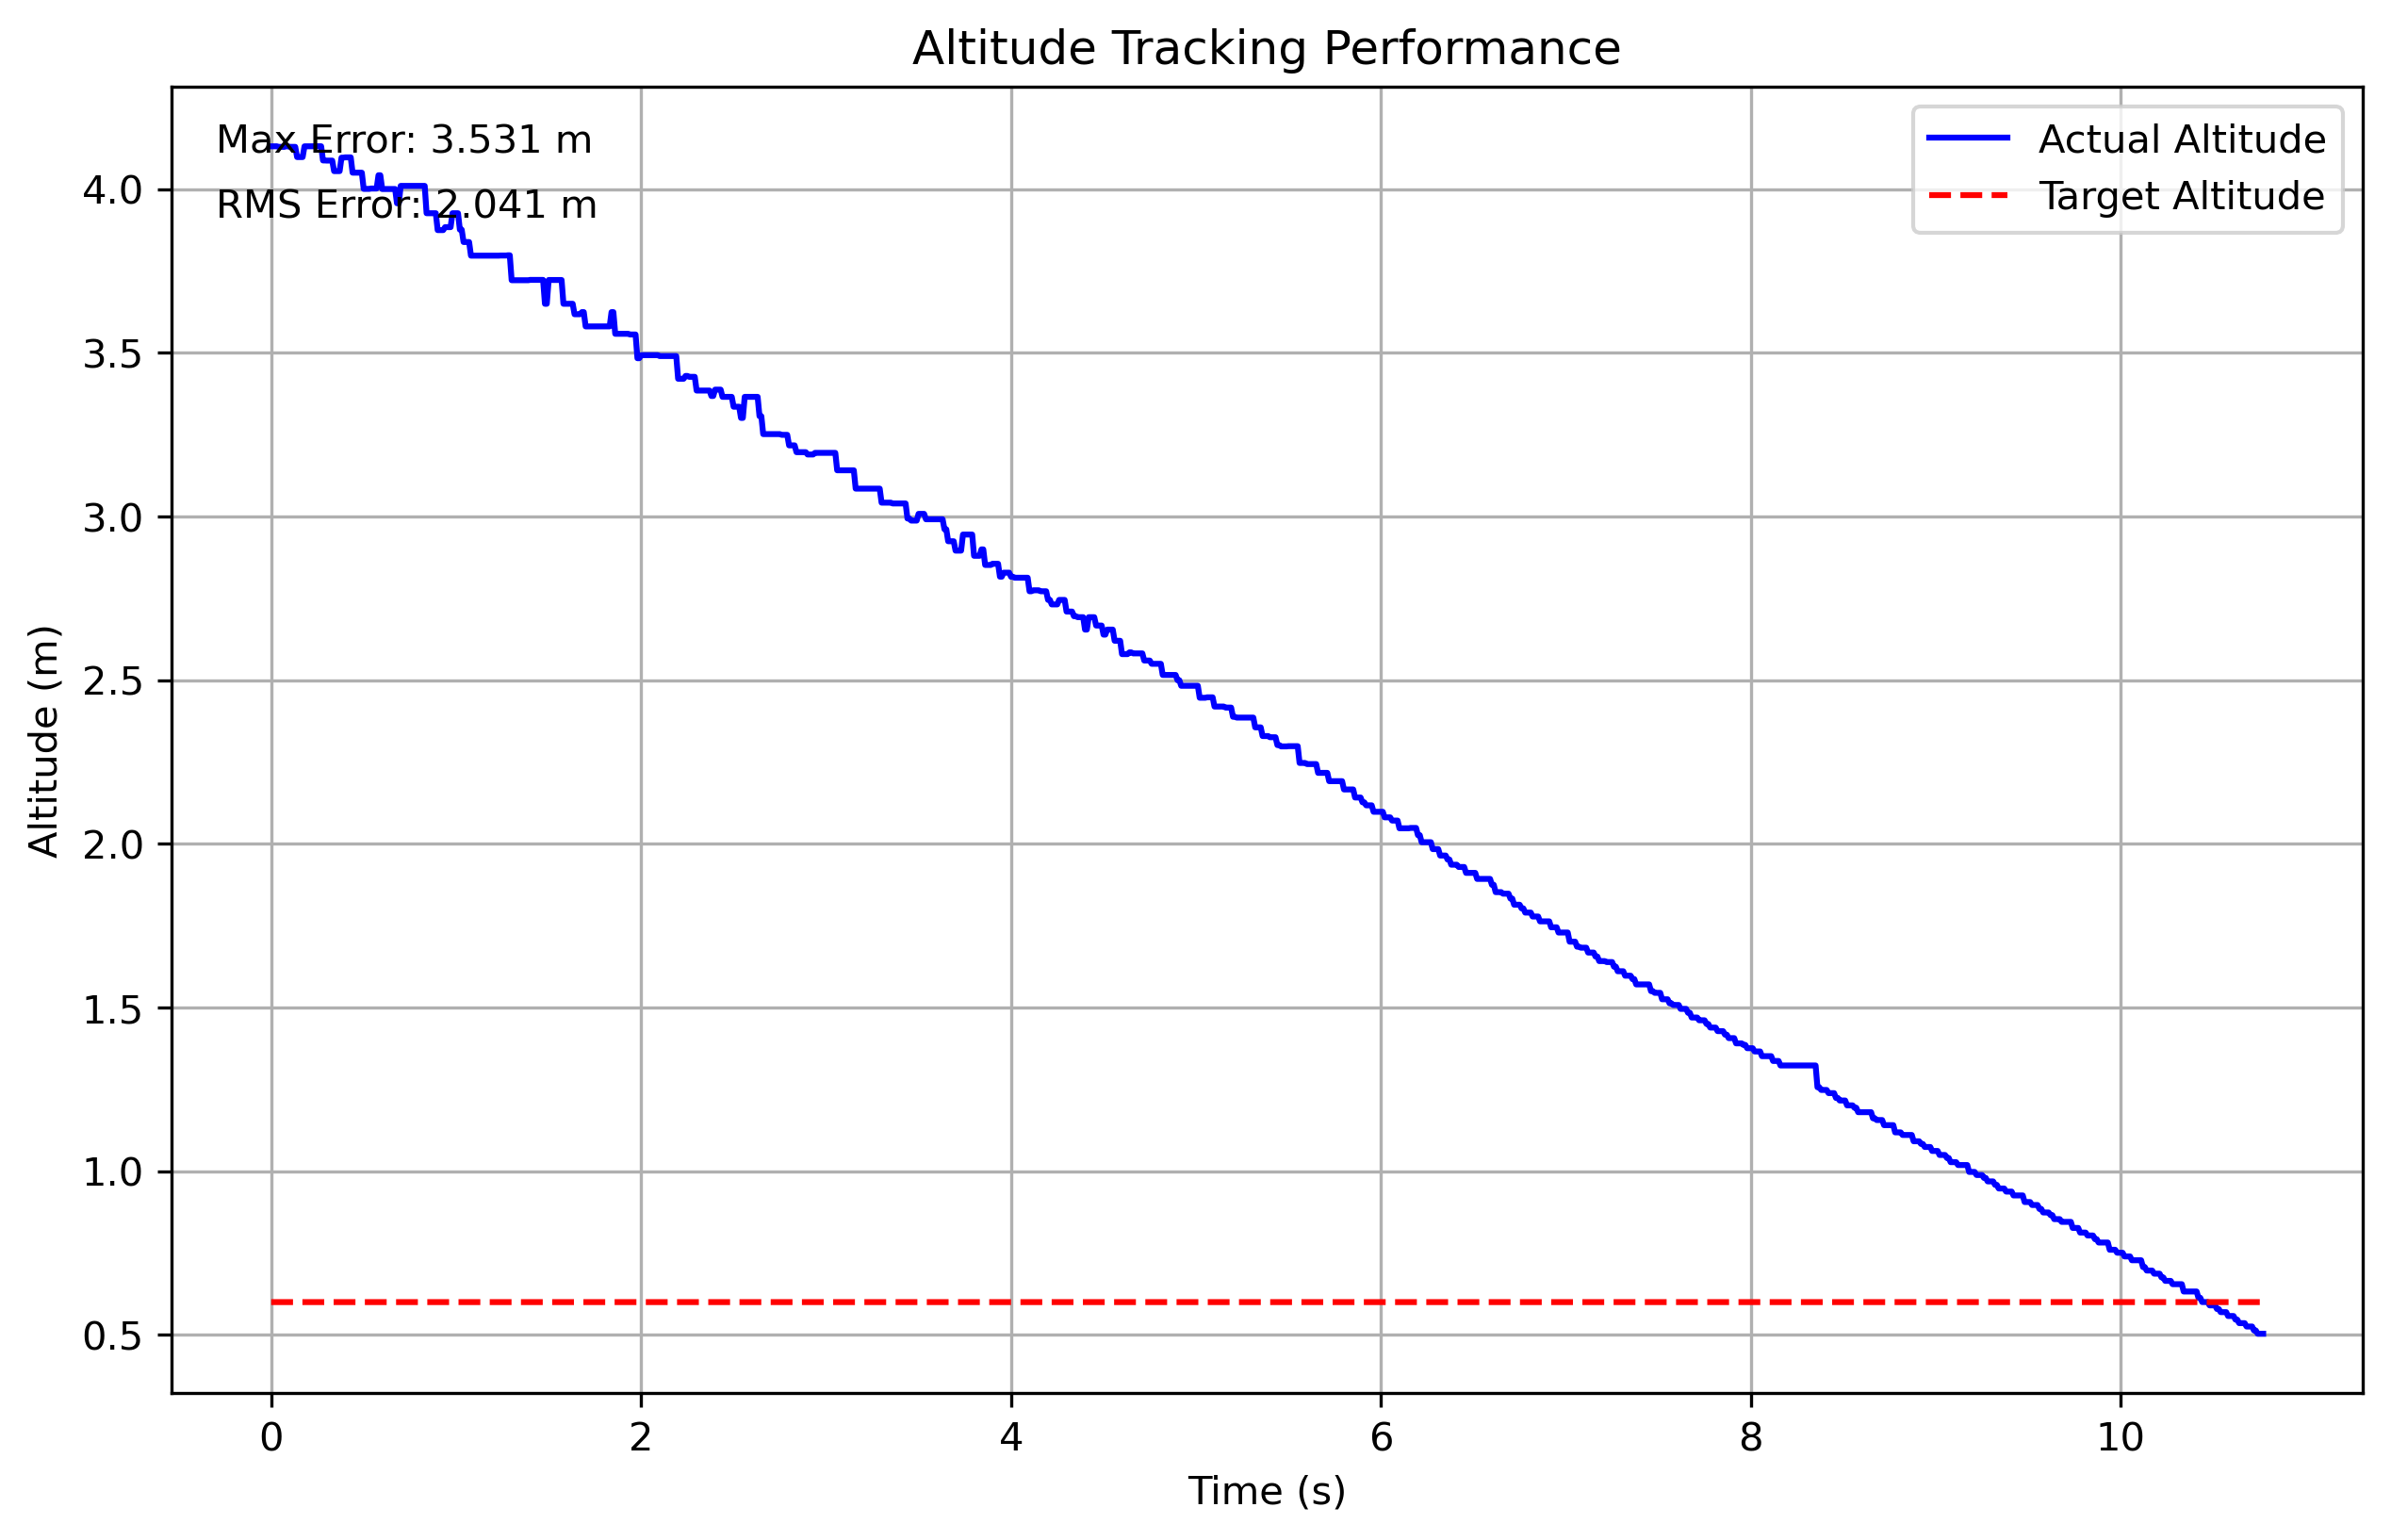 Altitude Tracking Performance
Max Error: 3.531 m
RMS Error: 2.041 m
Actual Altitude
Target Altitude
Altitude (m)
4.0
3.5
3.0
2.5
2.0
1.5
1.0
0.5
0 2 4 6 8 10
Time (s)